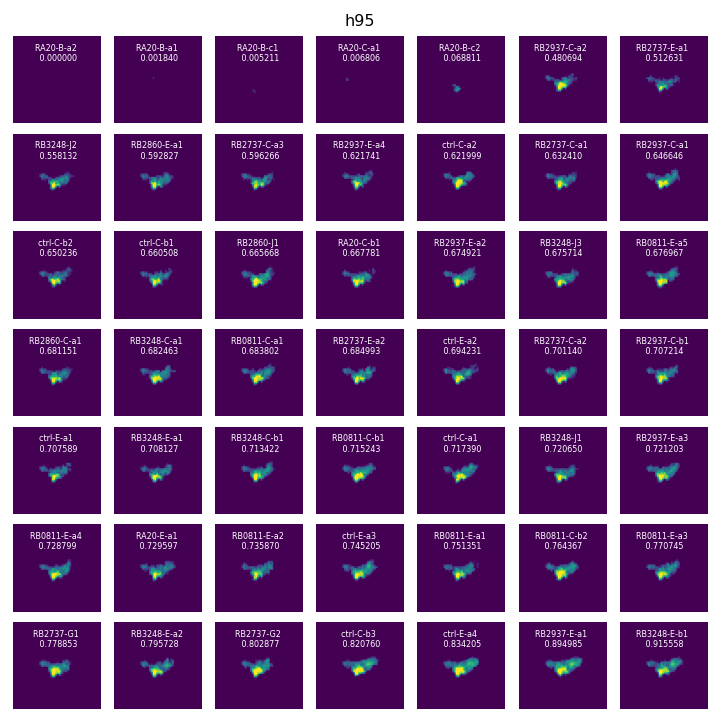 h95
RA20-B-a2
0.000000
RA20-B-a1
0.001840
RA20-B-c1
0.005211
RA20-C-a1
0.006806
RA20-B-c2
0.068811
RB2937-C-a2
0.480694
RB2737-E-a1
0.512631
RB3248-J2
0.558132
RB2860-E-a1
0.592827
RB2737-C-a3
0.596266
RB2937-E-a4
0.621741
ctrl-C-a2
0.621999
RB2737-C-a1
0.632410
RB2937-C-a1
0.646646
ctrl-C-b2
0.650236
ctrl-C-b1
0.660508
RB2860-J1
0.665668
RA20-C-b1
0.667781
RB2937-E-a2
0.674921
RB3248-J3
0.675714
RB0811-E-a5
0.676967
RB2860-C-a1
0.681151
RB3248-C-a1
0.682463
RB0811-C-a1
0.683802
RB2737-E-a2
0.684993
ctrl-E-a2
0.694231
RB2737-C-a2
0.701140
RB2937-C-b1
0.707214
ctrl-E-a1
0.707589
RB3248-E-a1
0.708127
RB3248-C-b1
0.713422
RB0811-C-b1
0.715243
ctrl-C-a1
0.717390
RB3248-J1
0.720650
RB2937-E-a3
0.721203
RB0811-E-a4
0.728799
RA20-E-a1
0.729597
RB0811-E-a2
0.735870
ctrl-E-a3
0.745205
RB0811-E-a1
0.751351
RB0811-C-b2
0.764367
RB0811-E-a3
0.770745
RB2737-G1
0.778853
RB3248-E-a2
0.795728
RB2737-G2
0.802877
ctrl-C-b3
0.820760
ctrl-E-a4
0.834205
RB2937-E-a1
0.894985
RB3248-E-b1
0.915558